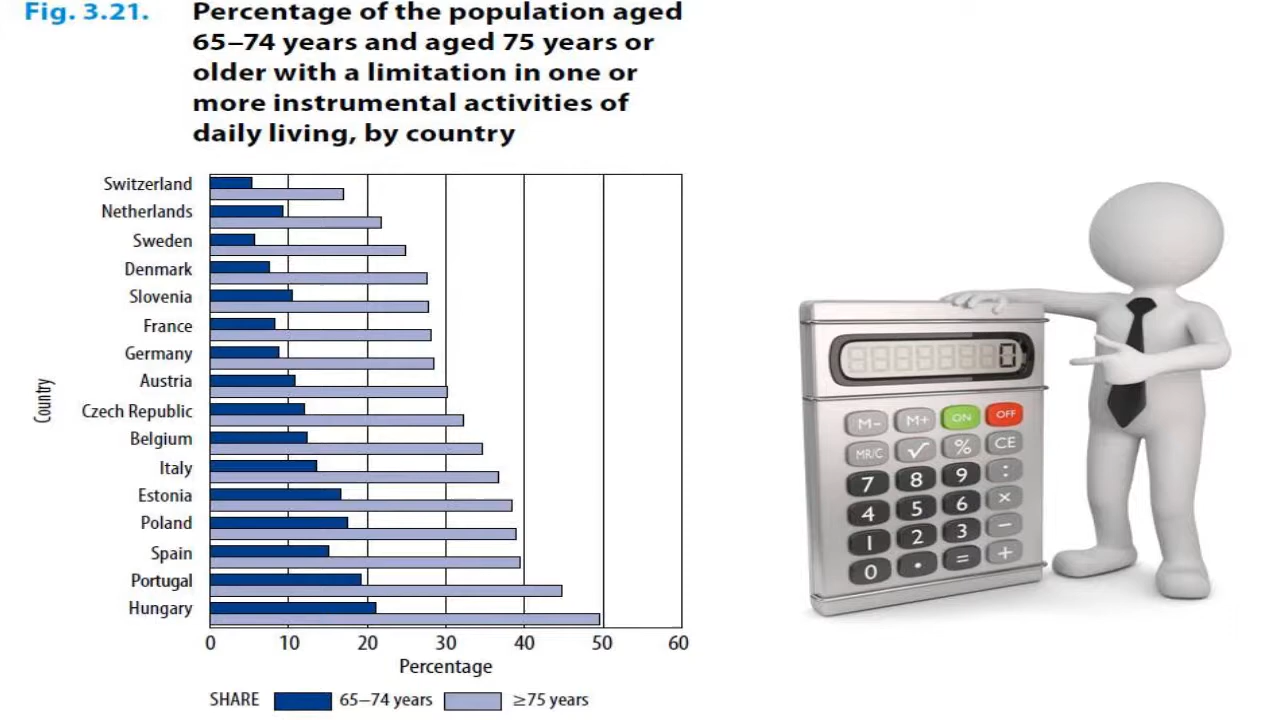 Fig. 3.21. Percentage of the population aged
65–74 years and aged 75 years or
older with a limitation in one or
more instrumental activities of
daily living, by country
Country
Switzerland
Netherlands
Sweden
Denmark
Slovenia
France
Germany
Austria
Czech Republic
Belgium
Italy
Estonia
Poland
Spain
Portugal
Hungary
0 10 20 30 40 50 60
Percentage
SHARE 65–74 years ≥75 years
0
M– M+ ON OFF
MR/C √ % CE
7 8 9 :
4 5 6 ×
1 2 3 –
0 . = +